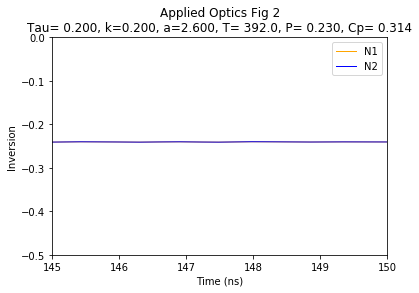 Applied Optics Fig 2
Tau= 0.200, k=0.200, a=2.600, T= 392.0, P= 0.230, Cp= 0.314
0.0
N1
N2
−0.1
−0.2
Inversion
−0.3
−0.4
−0.5
145 146 147 148 149 150
Time (ns)